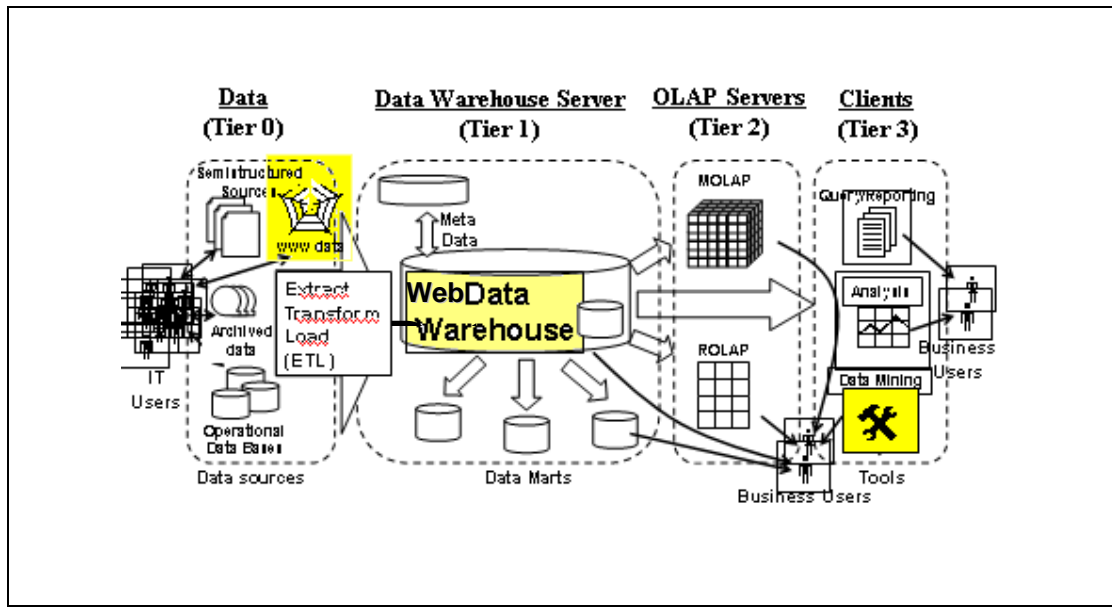 Data
(Tier 0)
Data Warehouse Server
(Tier 1)
OLAP Servers
(Tier 2)
Clients
(Tier 3)
Semistructured
Sources
www data
Archived
data
Operational
Data Bases
Data sources
IT
Users
Extract
Transform
Load
(ETL)
Meta
Data
WebData
Warehouse
Data Marts
MOLAP
ROLAP
Query/Reporting
Analysis
Data Mining
Tools
Business
Users
Business Users